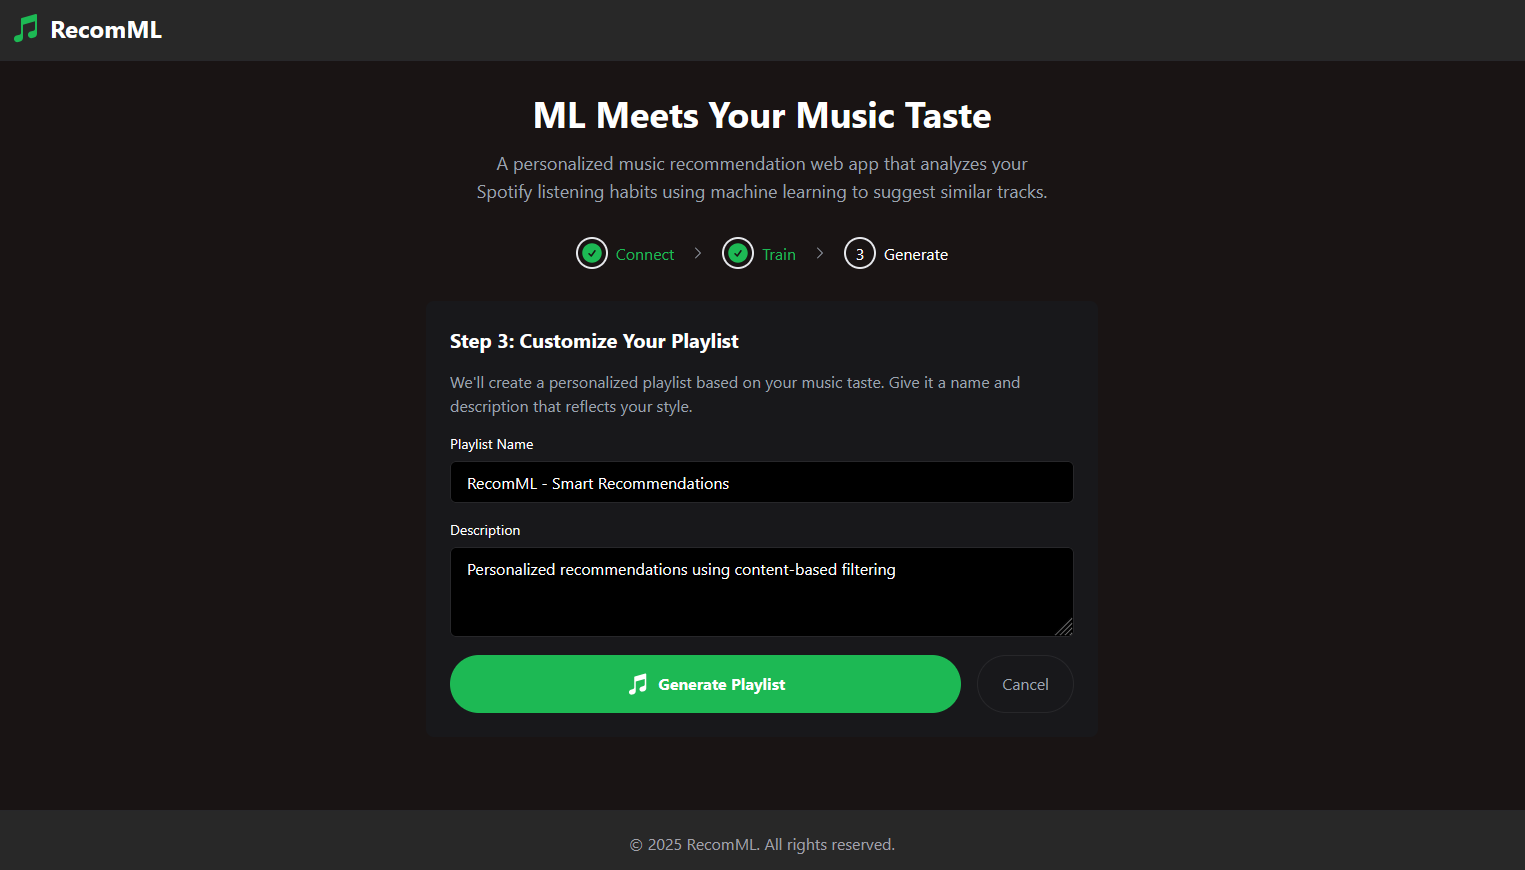 RecomML
ML Meets Your Music Taste
A personalized music recommendation web app that analyzes your
Spotify listening habits using machine learning to suggest similar tracks.
Connect > Train > 3 Generate
Step 3: Customize Your Playlist
We'll create a personalized playlist based on your music taste. Give it a name and
description that reflects your style.
Playlist Name
RecomML - Smart Recommendations
Description
Personalized recommendations using content-based filtering
Generate Playlist Cancel
© 2025 RecomML. All rights reserved.